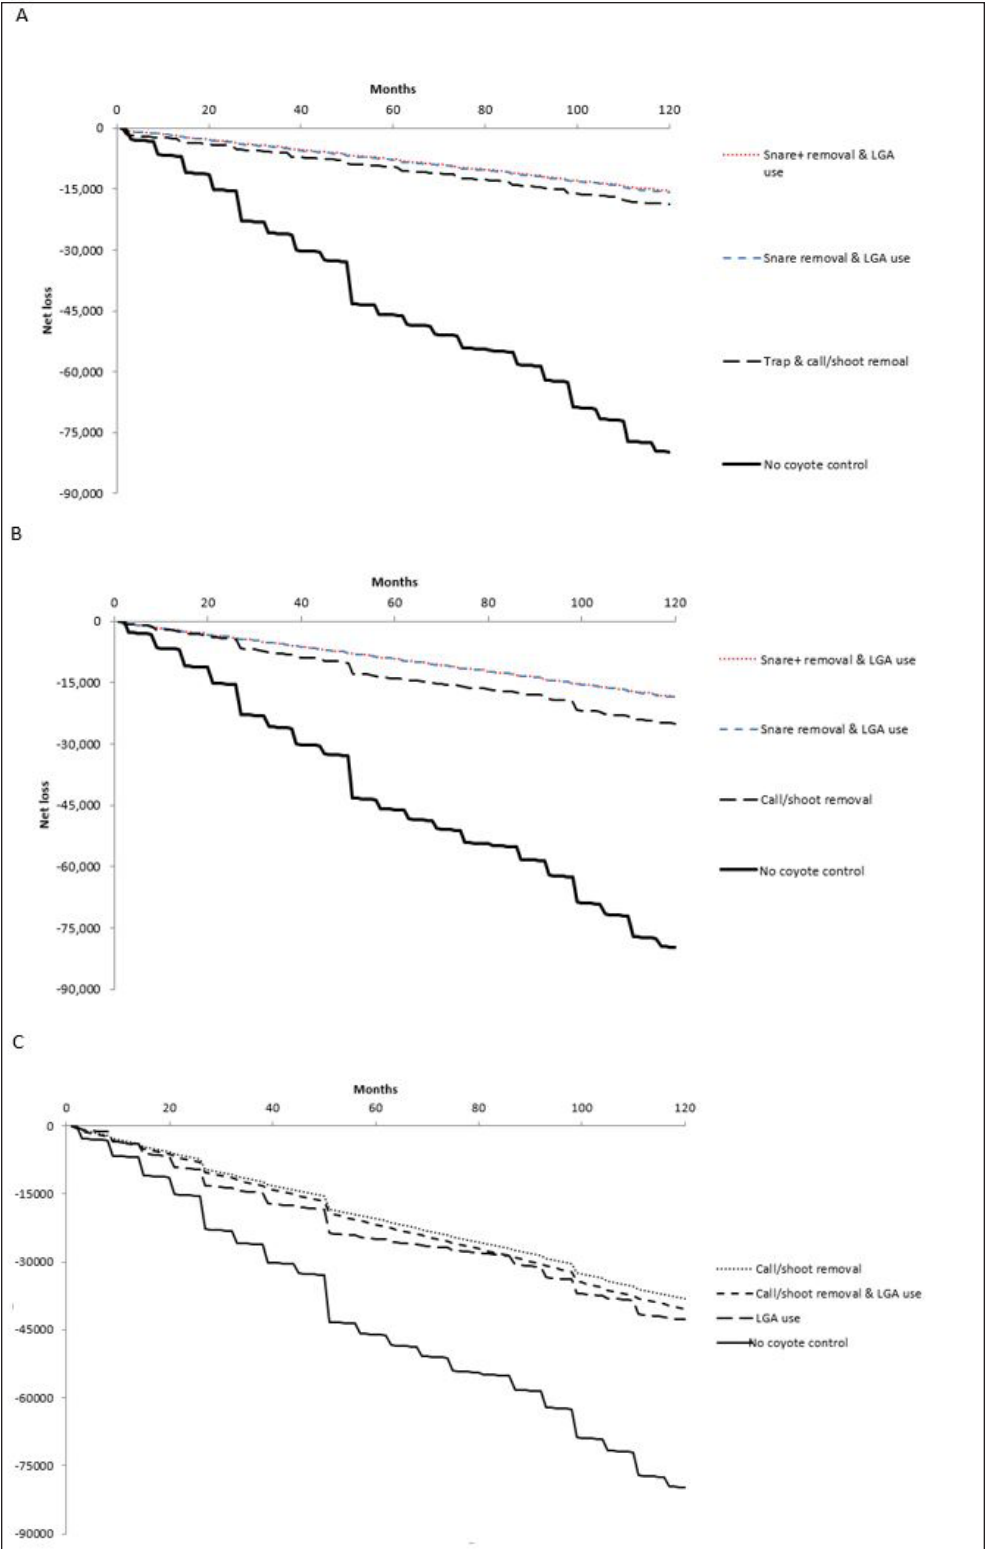 A
Months
0 20 40 60 80 100 120
0
-15,000
-30,000
-45,000
-60,000
-75,000
-90,000
Net loss
Snare+ removal & LGA
use
Snare removal & LGA use
Trap & call/shoot remoal
No coyote control
B
Months
0 20 40 60 80 100 120
0
-15,000
-30,000
-45,000
-60,000
-75,000
-90,000
Net loss
Snare+ removal & LGA use
Snare removal & LGA use
Call/shoot removal
No coyote control
C
Months
0 20 40 60 80 100 120
0
-15000
-30000
-45000
-60000
-75000
-90000
Call/shoot removal
Call/shoot removal & LGA use
LGA use
No coyote control